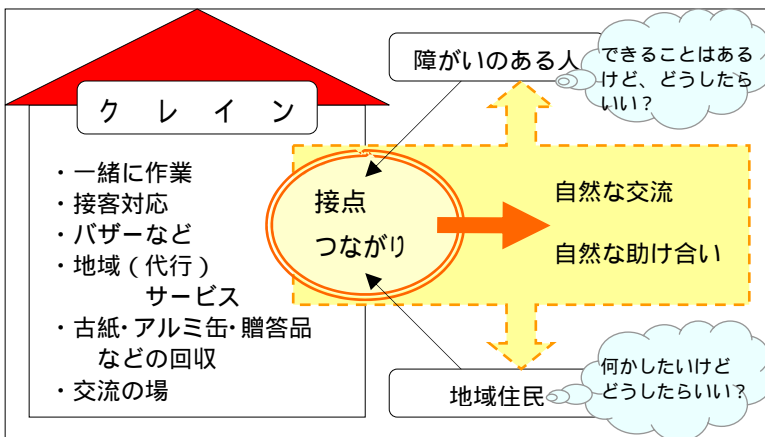 ク レ イ ン
・一緒に作業
・接客対応
・バザーなど
・地域（代行）
サービス
・古紙・アルミ缶・贈答品
などの回収
・交流の場
障がいのある人
できることはある
けど、どうしたら
いい？
接点
つながり
自然な交流
自然な助け合い
地域住民
何かしたいけど
どうしたらいい？